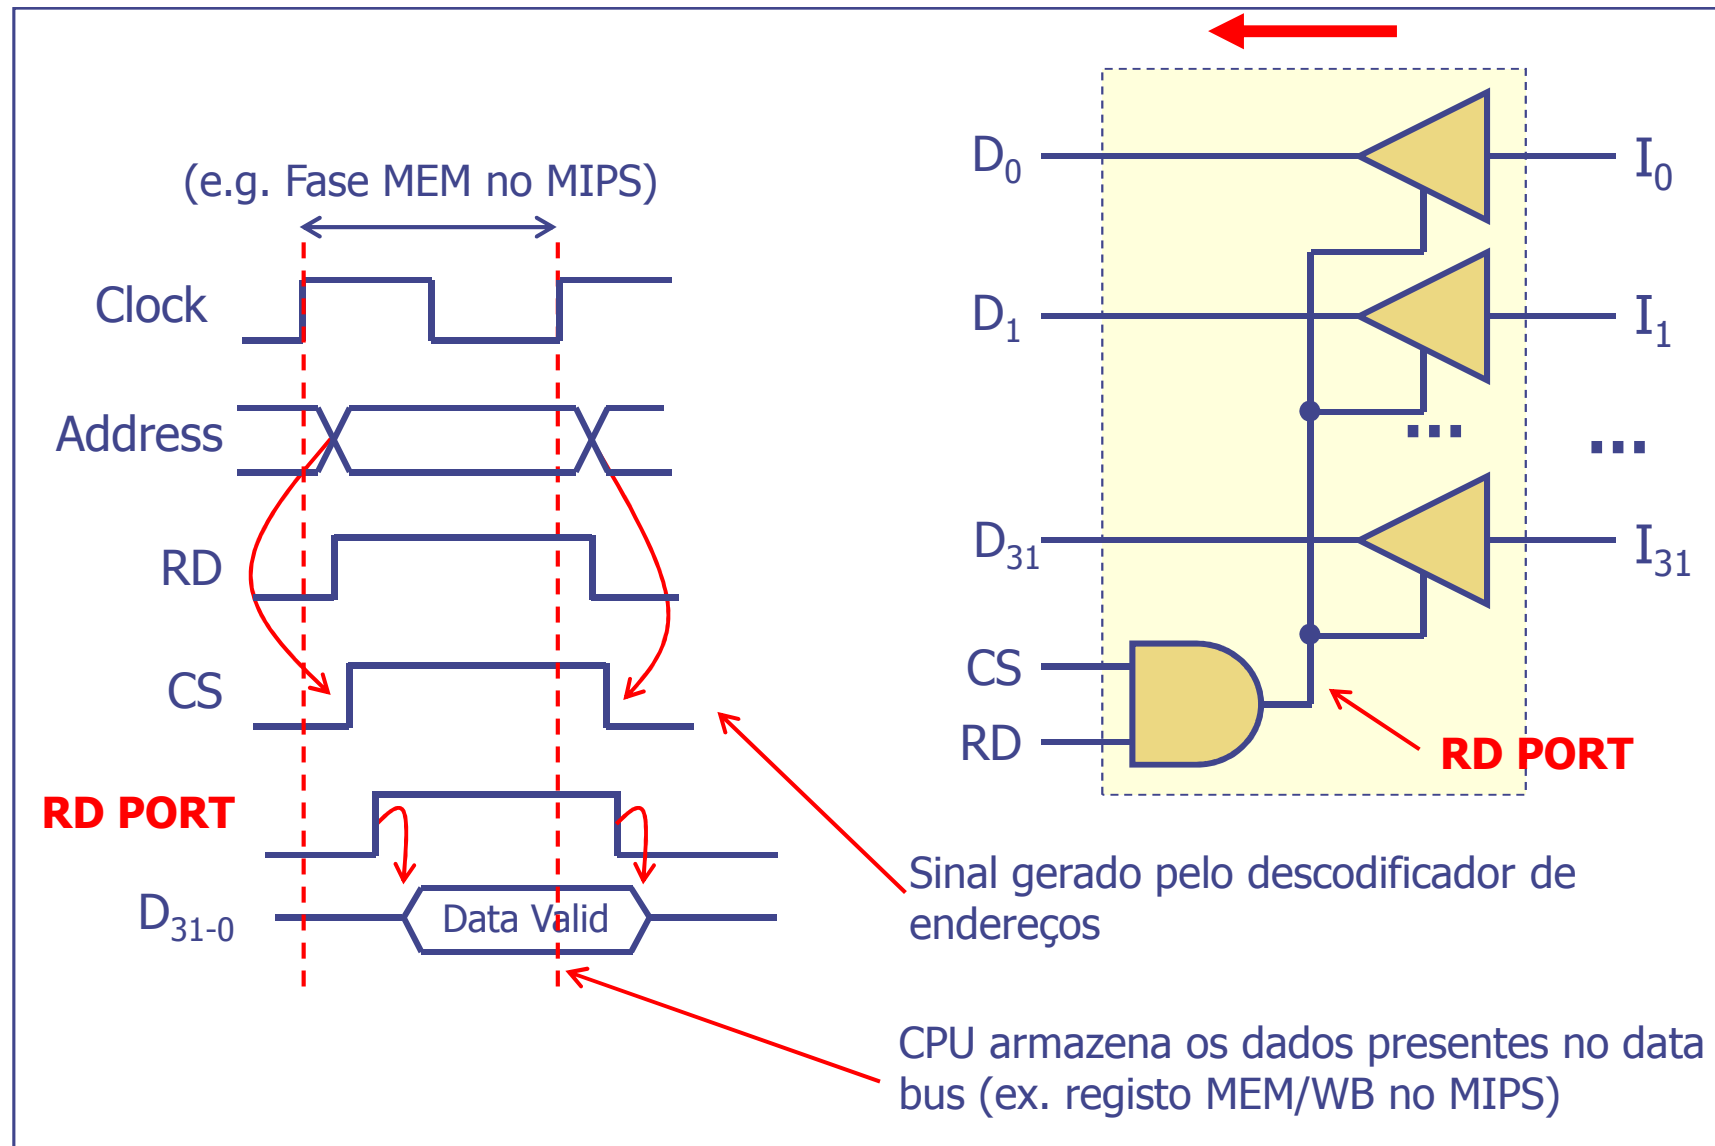 (e.g. Fase MEM no MIPS)
Clock
Address
RD
CS
RD PORT
D31-0
Data Valid
D0
I0
D1
I1
...
...
D31
I31
CS
RD
RD PORT
Sinal gerado pelo descodificador de
endereços
CPU armazena os dados presentes no data
bus (ex. registo MEM/WB no MIPS)